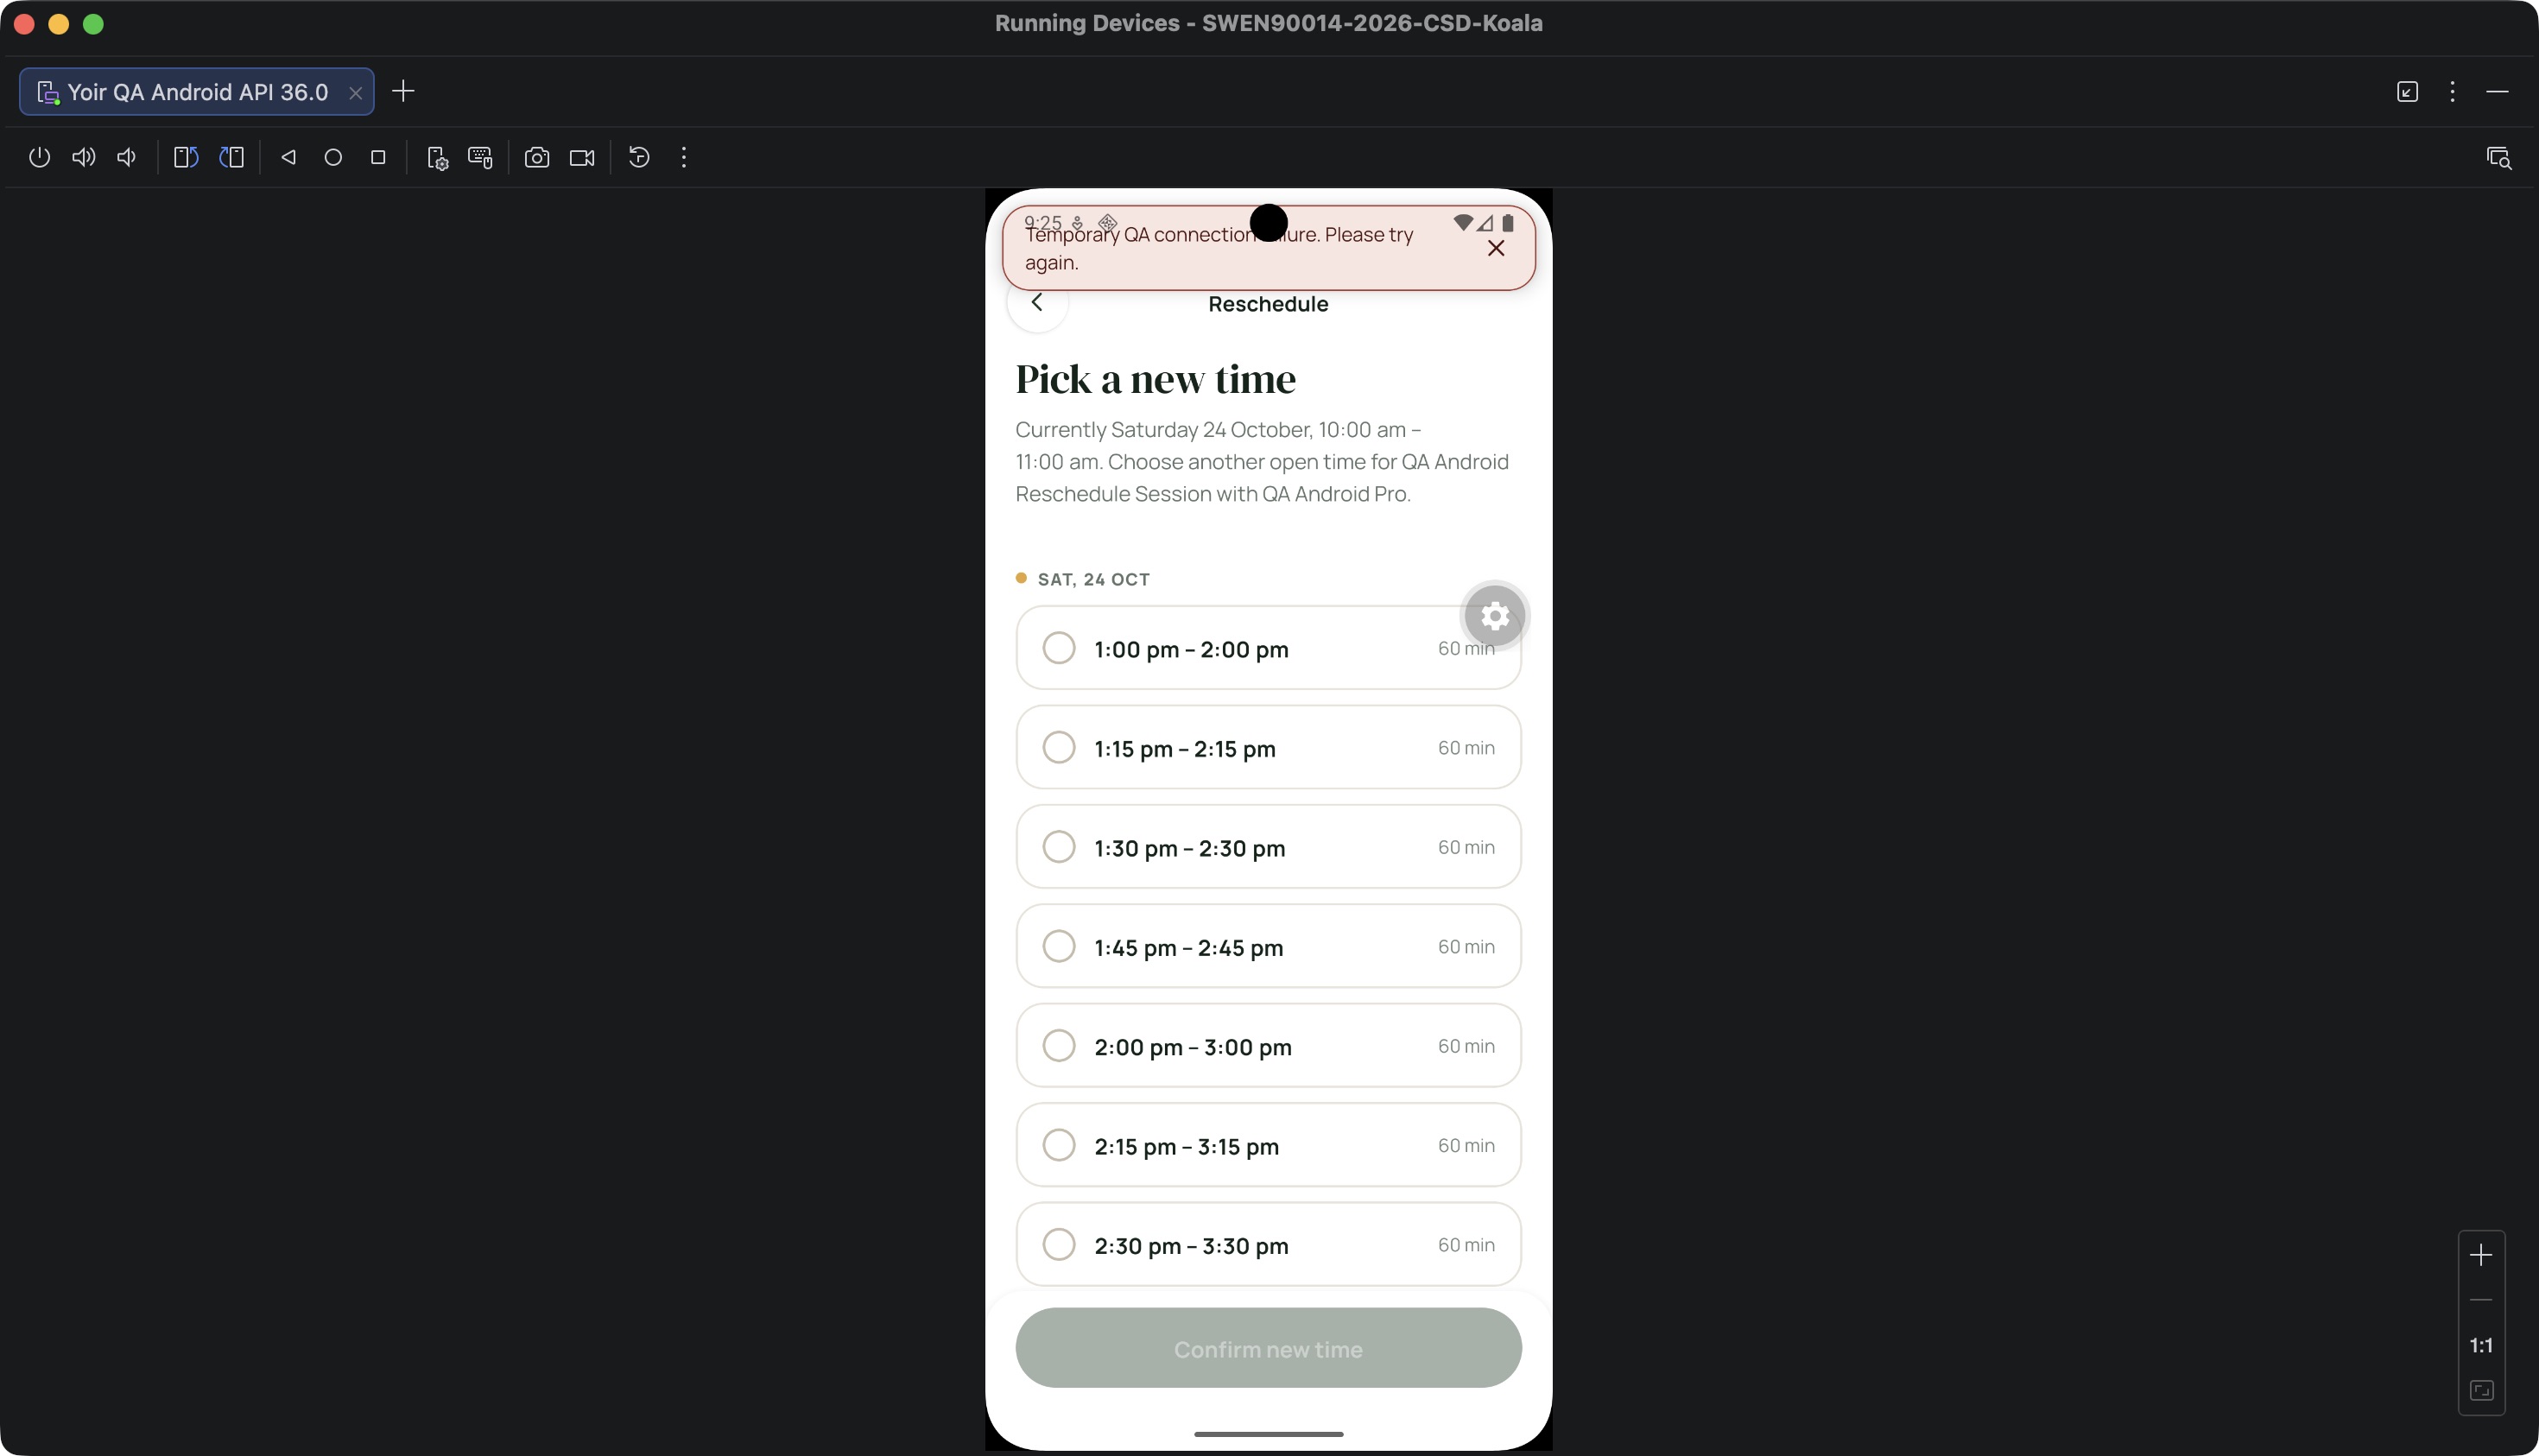 Running Devices - SWEN90014-2026-CSD-Koala
Yoir QA Android API 36.0
9:25
Temporary QA connection Please try
again.
Reschedule
Pick a new time
Currently Saturday 24 October, 10:00 am –
11:00 am. Choose another open time for QA Android
Reschedule Session with QA Android Pro.
SAT, 24 OCT
1:00 pm – 2:00 pm 60 min
1:15 pm – 2:15 pm 60 min
1:30 pm – 2:30 pm 60 min
1:45 pm – 2:45 pm 60 min
2:00 pm – 3:00 pm 60 min
2:15 pm – 3:15 pm 60 min
2:30 pm – 3:30 pm 60 min
Confirm new time
1:1